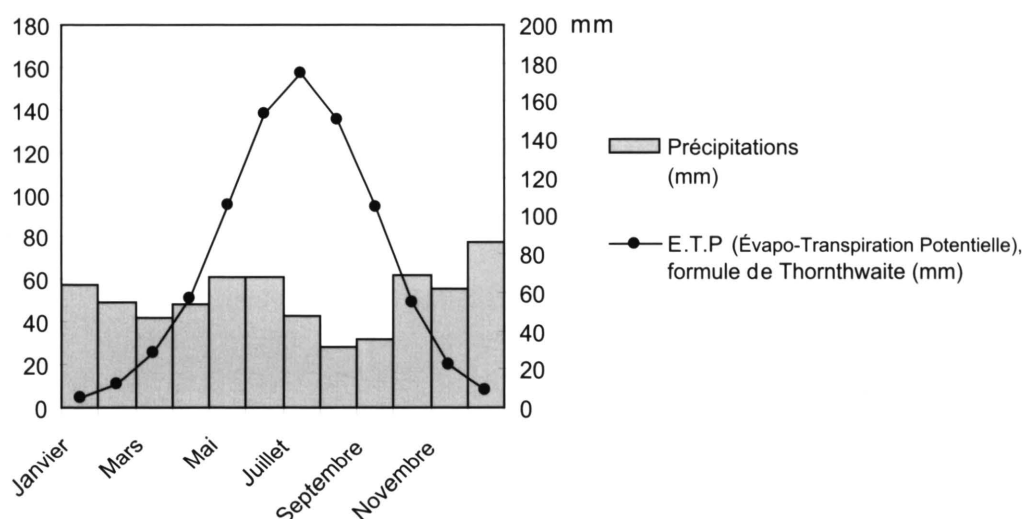 180
160
140
120
100
80
60
40
20
0
200 mm
180
160
140
120
100
80
60
40
20
0
Janvier
Mars
Mai
Juillet
Septembre
Novembre
Précipitations
(mm)
E.T.P (Évapo-Transpiration Potentielle),
formule de Thornthwaite (mm)